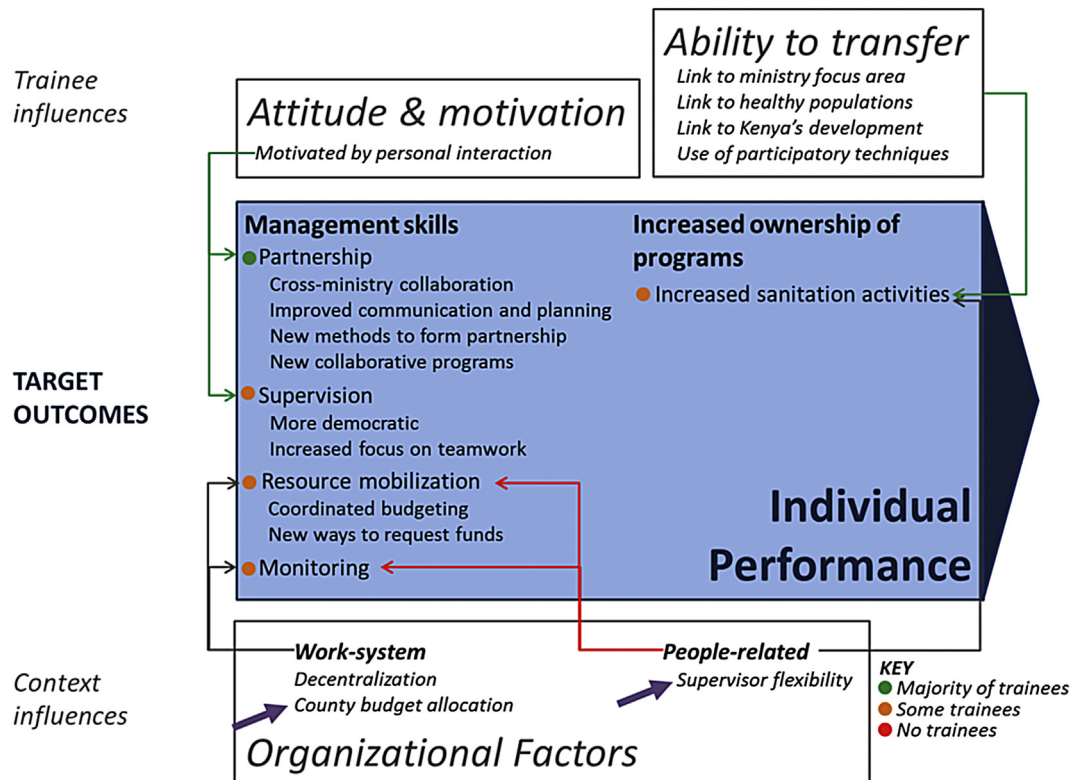 Trainee
influences
Attitude & motivation
Motivated by personal interaction
Ability to transfer
Link to ministry focus area
Link to healthy populations
Link to Kenya's development
Use of participatory techniques
TARGET
OUTCOMES
Management skills
Partnership
Cross-ministry collaboration
Improved communication and planning
New methods to form partnership
New collaborative programs
Supervision
More democratic
Increased focus on teamwork
Resource mobilization
Coordinated budgeting
New ways to request funds
Monitoring
Increased ownership of
programs
Increased sanitation activities
Individual
Performance
Context
influences
Work-system
Decentralization
County budget allocation
People-related
Supervisor flexibility
Organizational Factors
KEY
Majority of trainees
Some trainees
No trainees